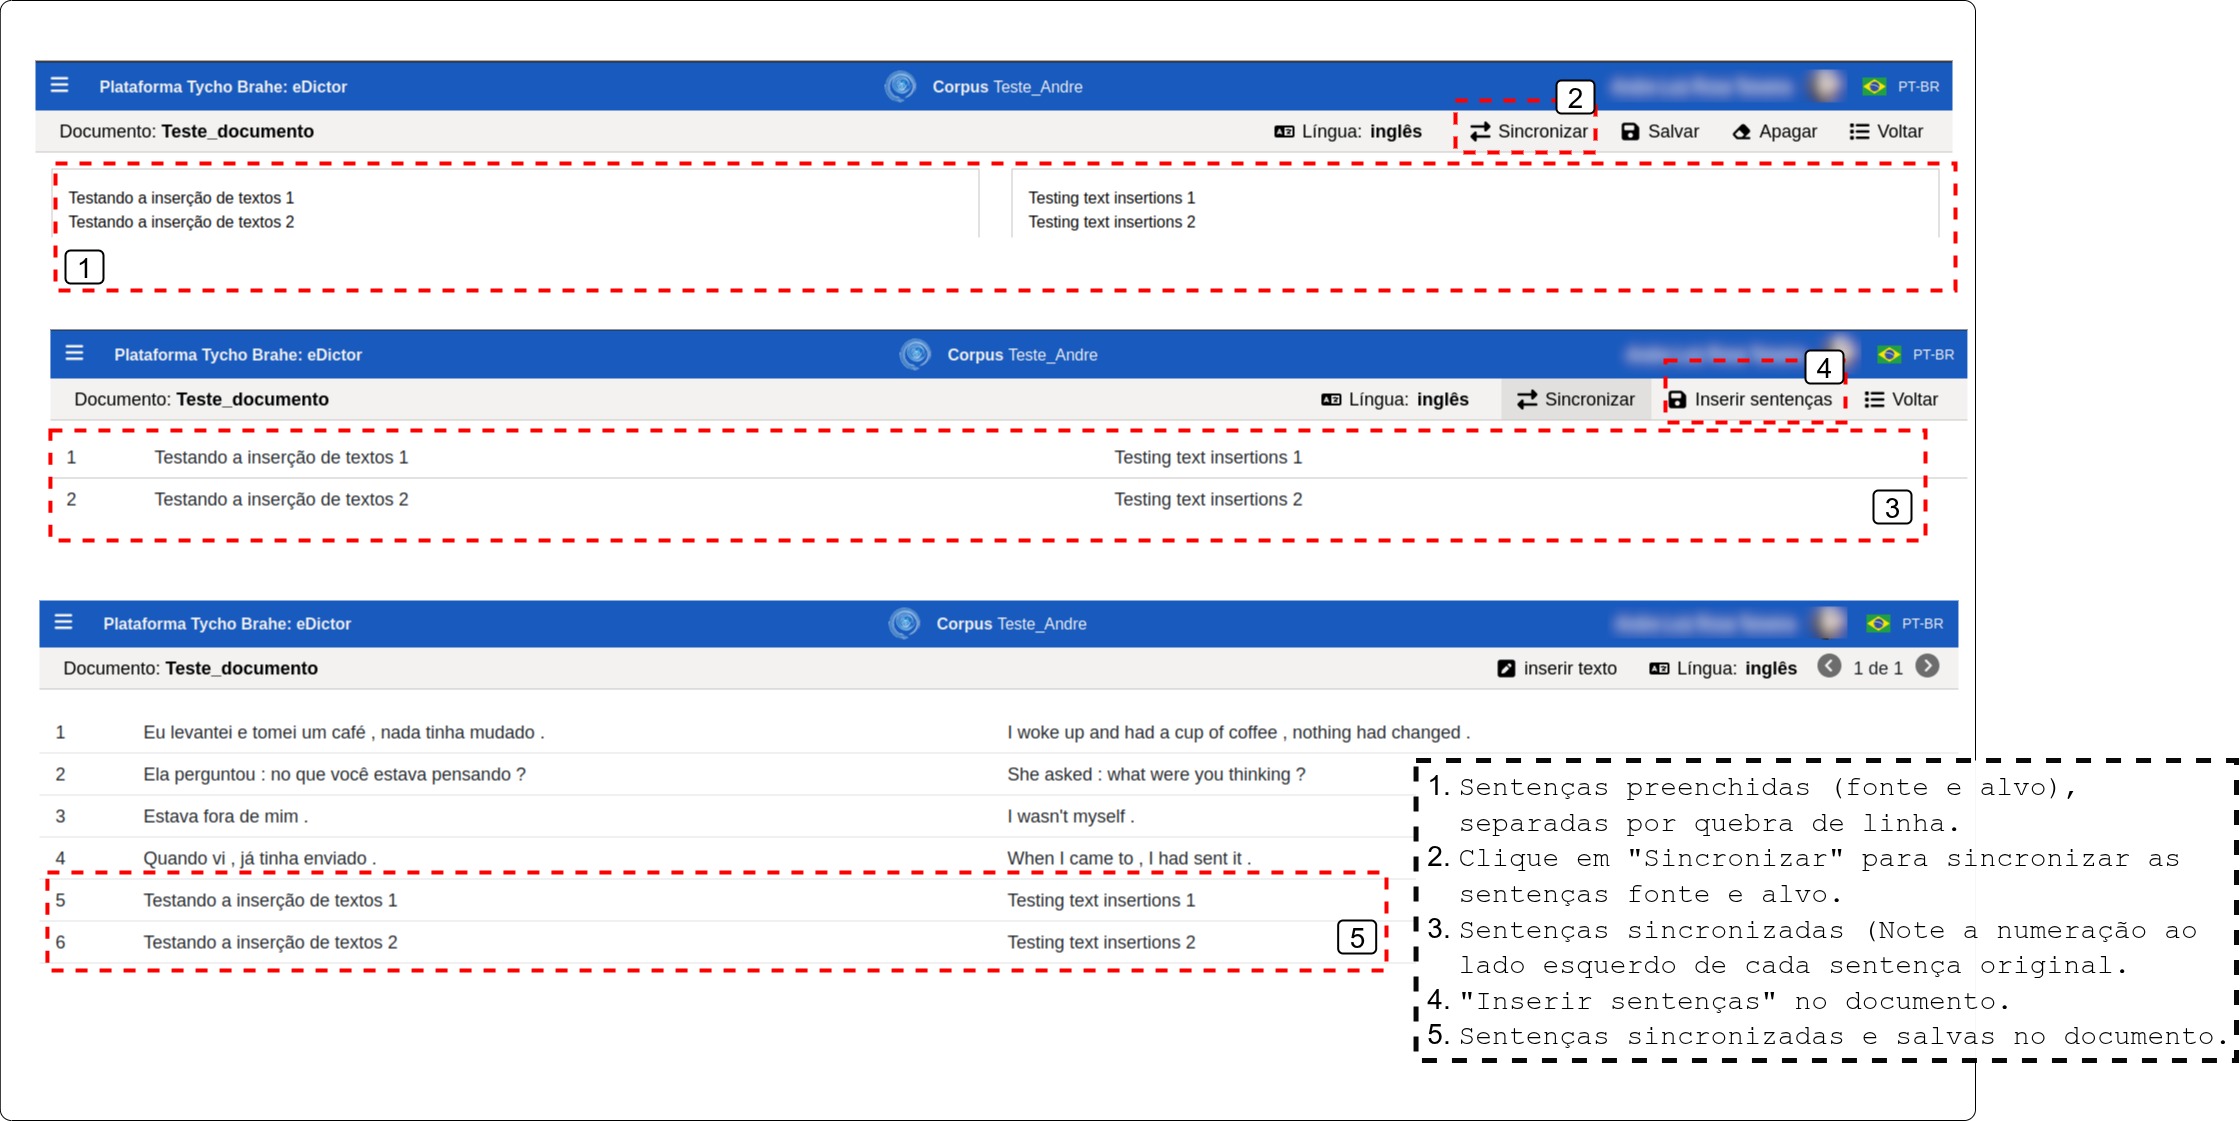 Plataforma Tycho Brahe: eDictor Corpus Teste_Andre PT-BR
2
Documento: Teste_documento Língua: inglês Sincronizar Salvar Apagar Voltar
Testando a inserção de textos 1 Testing text insertions 1
Testando a inserção de textos 2 Testing text insertions 2
1
Plataforma Tycho Brahe: eDictor Corpus Teste_Andre PT-BR
4
Documento: Teste_documento Língua: inglês Sincronizar Inserir sentenças Voltar
1 Testando a inserção de textos 1 Testing text insertions 1
2 Testando a inserção de textos 2 Testing text insertions 2
3
Plataforma Tycho Brahe: eDictor Corpus Teste_Andre PT-BR
Documento: Teste_documento inserir texto Língua: inglês 1 de 1
1 Eu levantei e tomei um café , nada tinha mudado . I woke up and had a cup of coffee , nothing had changed .
2 Ela perguntou : no que você estava pensando ? She asked : what were you thinking ?
3 Estava fora de mim . I wasn't myself .
4 Quando vi , já tinha enviado . When I came to , I had sent it .
5 Testando a inserção de textos 1 Testing text insertions 1
6 Testando a inserção de textos 2 Testing text insertions 2
5
1. Sentenças preenchidas (fonte e alvo),
separadas por quebra de linha.
2. Clique em "Sincronizar" para sincronizar as
sentenças fonte e alvo.
3. Sentenças sincronizadas (Note a numeração ao
lado esquerdo de cada sentença original.
4. "Inserir sentenças" no documento.
5. Sentenças sincronizadas e salvas no documento.